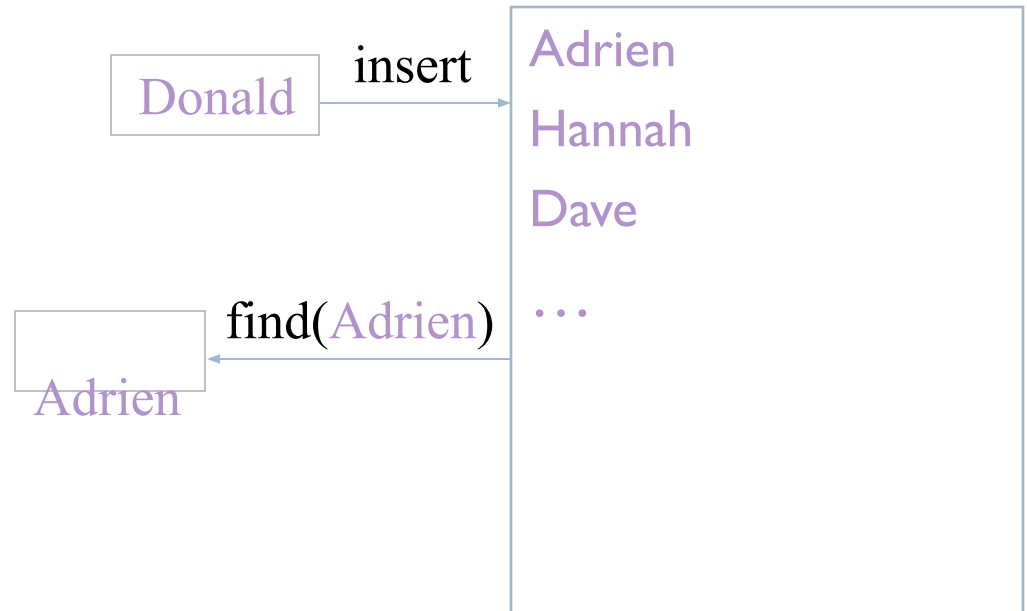 Donald
insert
Adrien
Hannah
Dave
...
find(Adrien)
Adrien